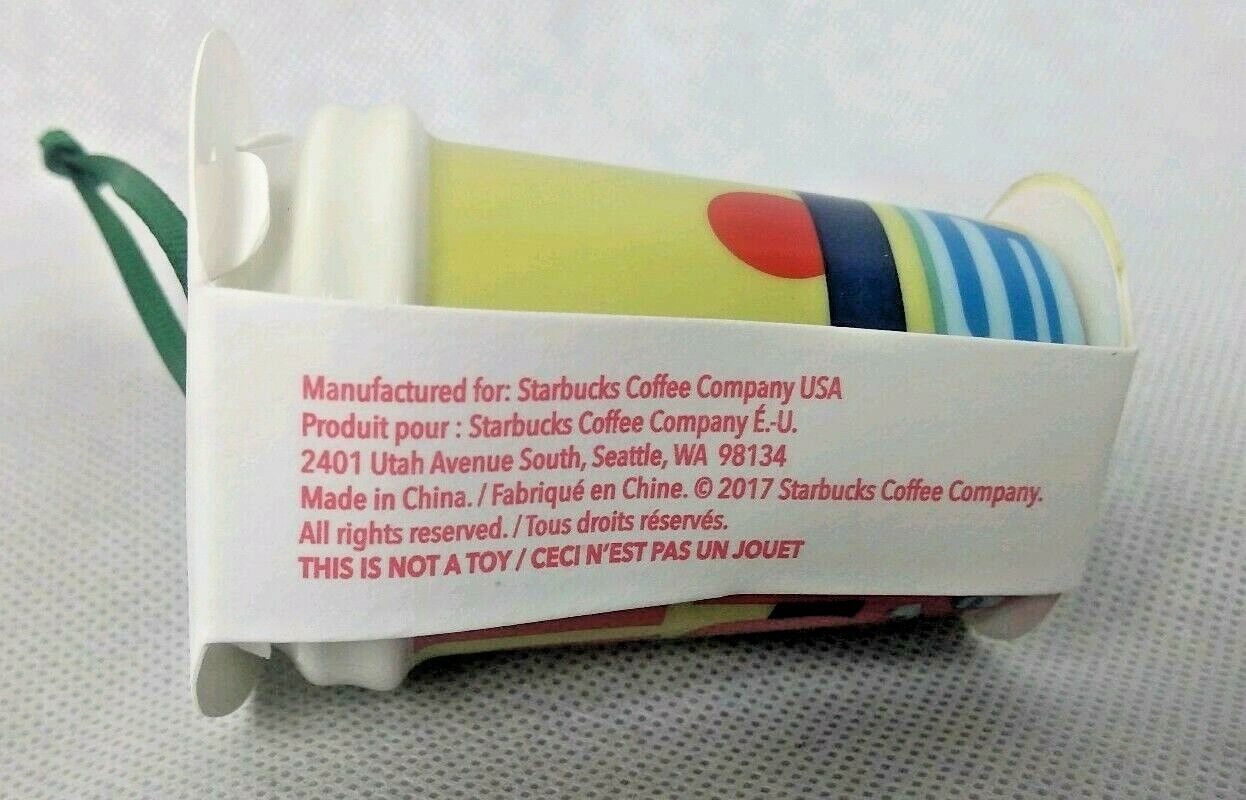 Manufactured for: Starbucks Coffee Company USA
Produit pour : Starbucks Coffee Company É.-U.
2401 Utah Avenue South, Seattle, WA 98134
Made in China. / Fabriqué en Chine. © 2017 Starbucks Coffee Company.
All rights reserved. / Tous droits réservés.
THIS IS NOT A TOY / CECI N'EST PAS UN JOUET